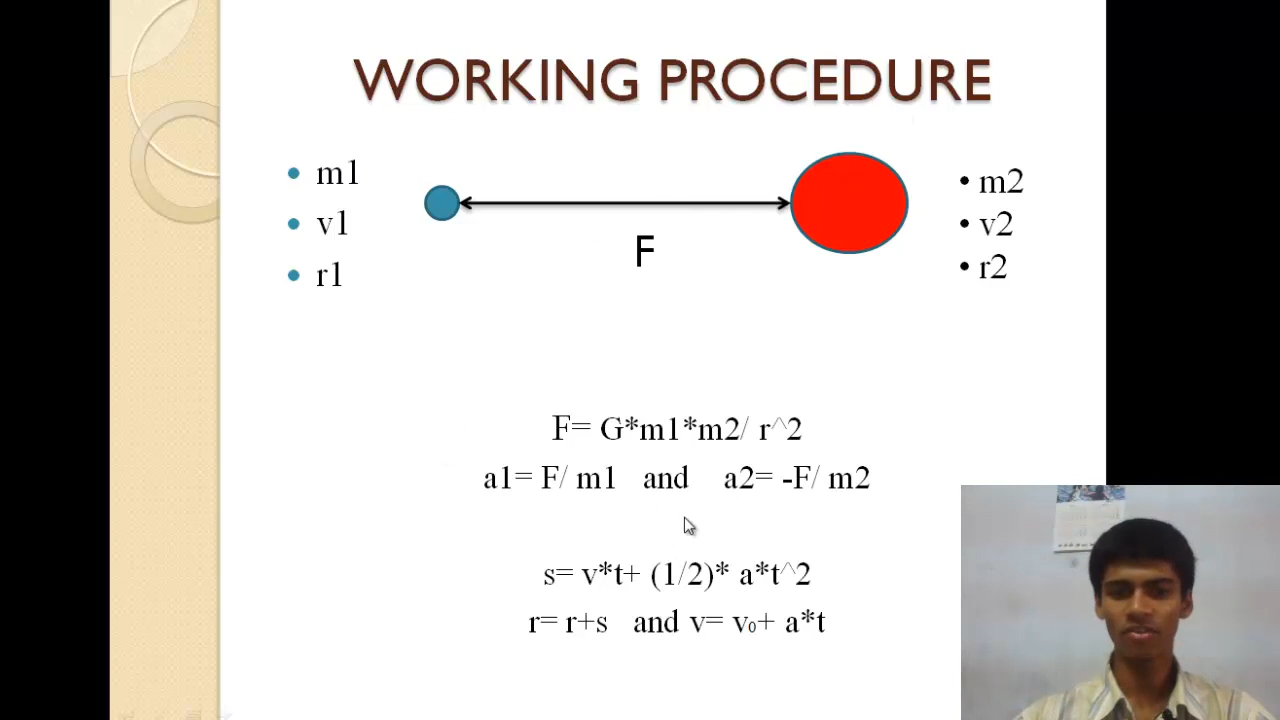 WORKING PROCEDURE
• m1
• v1
• r1
F
• m2
• v2
• r2
F= G*m1*m2/ r^2
a1= F/ m1 and a2= -F/ m2
s= v*t+ (1/2)* a*t^2
r= r+s and v= v₀+ a*t